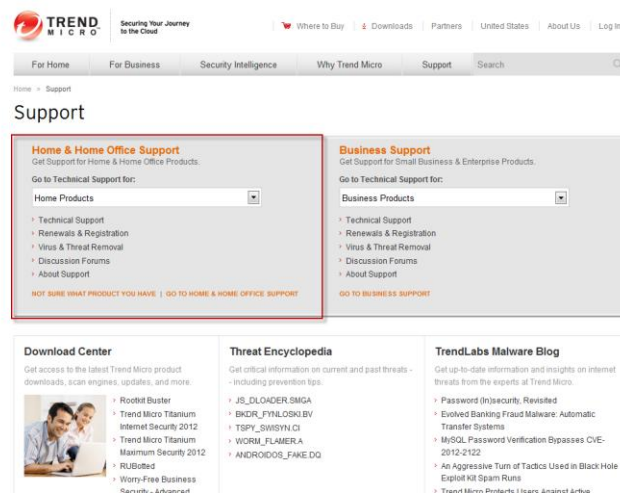 TREND
MICRO
Securing Your Journey
to the Cloud
Where to Buy
Downloads
Partners
United States
About Us
Log In
For Home
For Business
Security Intelligence
Why Trend Micro
Support
Search
Home > Support
Support
Home & Home Office Support
Get Support for Home & Home Office Products.
Go to Technical Support for:
Home Products
Technical Support
Renewals & Registration
Virus & Threat Removal
Discussion Forums
About Support
NOT SURE WHAT PRODUCT YOU HAVE | GO TO HOME & HOME OFFICE SUPPORT
Business Support
Get Support for Small Business & Enterprise Products.
Go to Technical Support for:
Business Products
Technical Support
Renewals & Registration
Virus & Threat Removal
Discussion Forums
About Support
GO TO BUSINESS SUPPORT
Download Center
Get access to the latest Trend Micro product
downloads, scan engines, updates, and more.
Rootkit Buster
Trend Micro Titanium
Internet Security 2012
Trend Micro Titanium
Maximum Security 2012
RUBotted
Worry-Free Business
Security - Advanced
Threat Encyclopedia
Get critical information on current and past threats -
- including prevention tips.
JS_DLOADER.SMGA
BKDR_FYNLOSKI.BV
TSPY_SWISYN.CI
WORM_FLAMER.A
ANDROIDOS_FAKE.DQ
TrendLabs Malware Blog
Get up-to-date information and insights on internet
threats from the experts at Trend Micro.
Password (In)security, Revisited
Evolved Banking Fraud Malware: Automatic
Transfer Systems
MySQL Password Verification Bypasses CVE-
2012-2122
An Aggressive Turn of Tactics Used in Black Hole
Exploit Kit Spam Runs
Trend Micro Protects Users Against Active